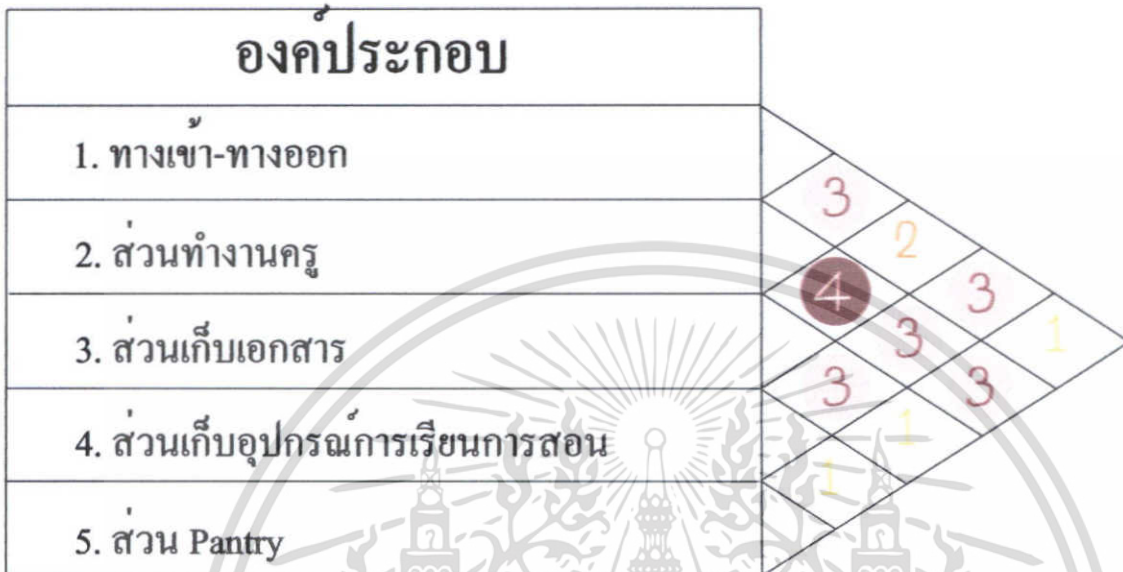 องค์ประกอบ
1. ทางเข้า-ทางออก
3
2
2. ส่วนทำงานครู
4
3
1
3
3. ส่วนเก็บเอกสาร
3
3
4. ส่วนเก็บอุปกรณ์การเรียนการสอน
1
1
5. ส่วน Pantry